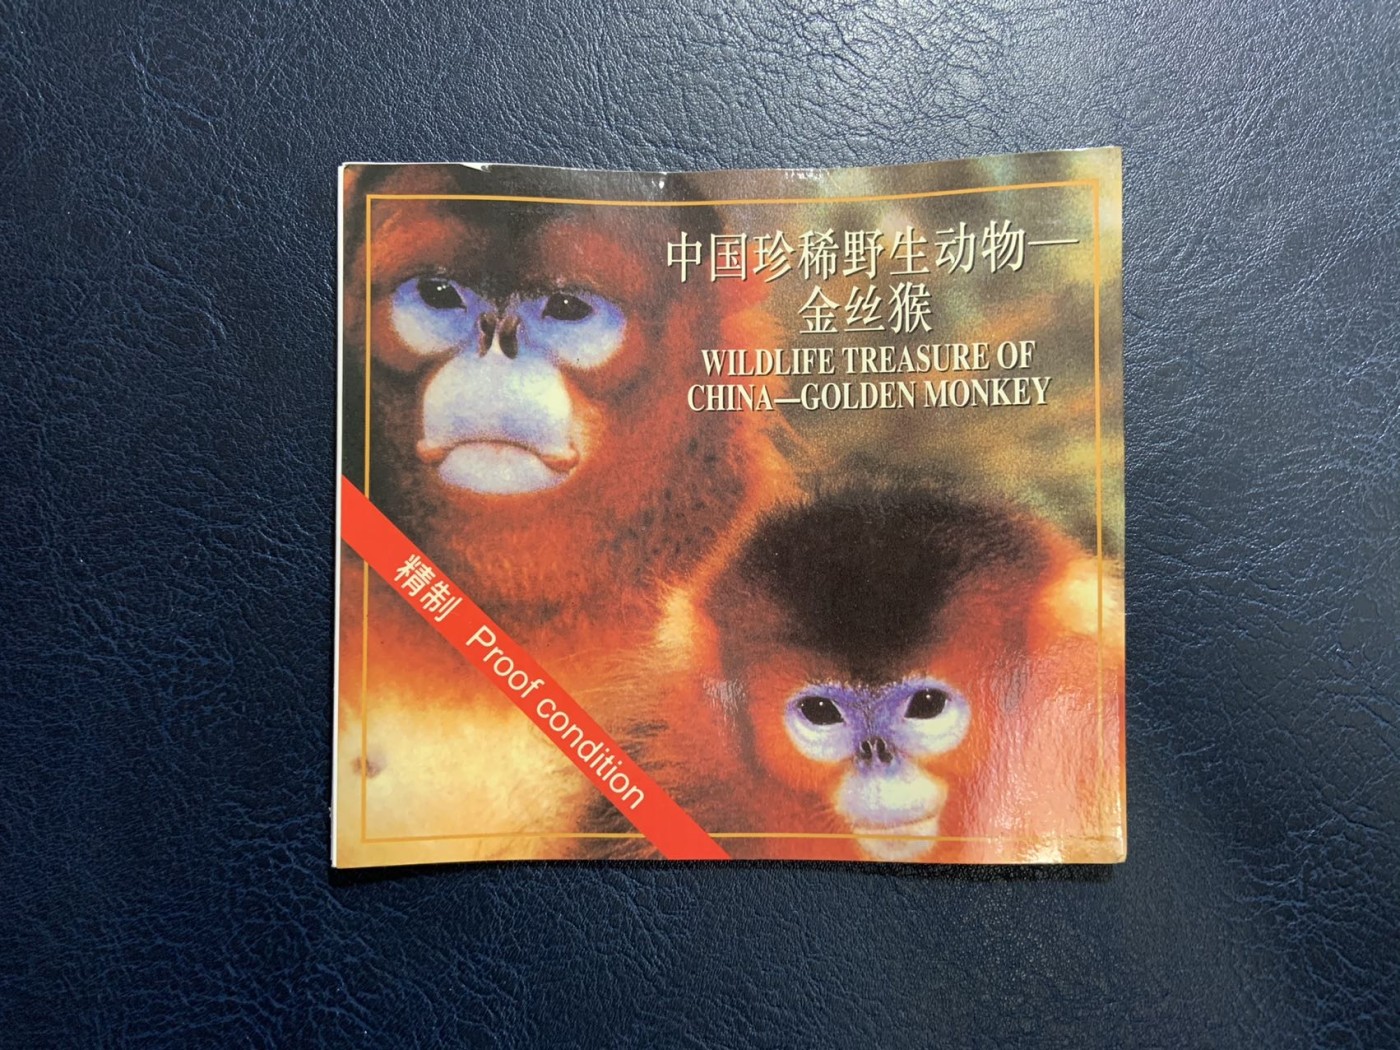 中国珍稀野生动物—
金丝猴
WILDLIFE TREASURE OF
CHINA—GOLDEN MONKEY
精制 Proof condition